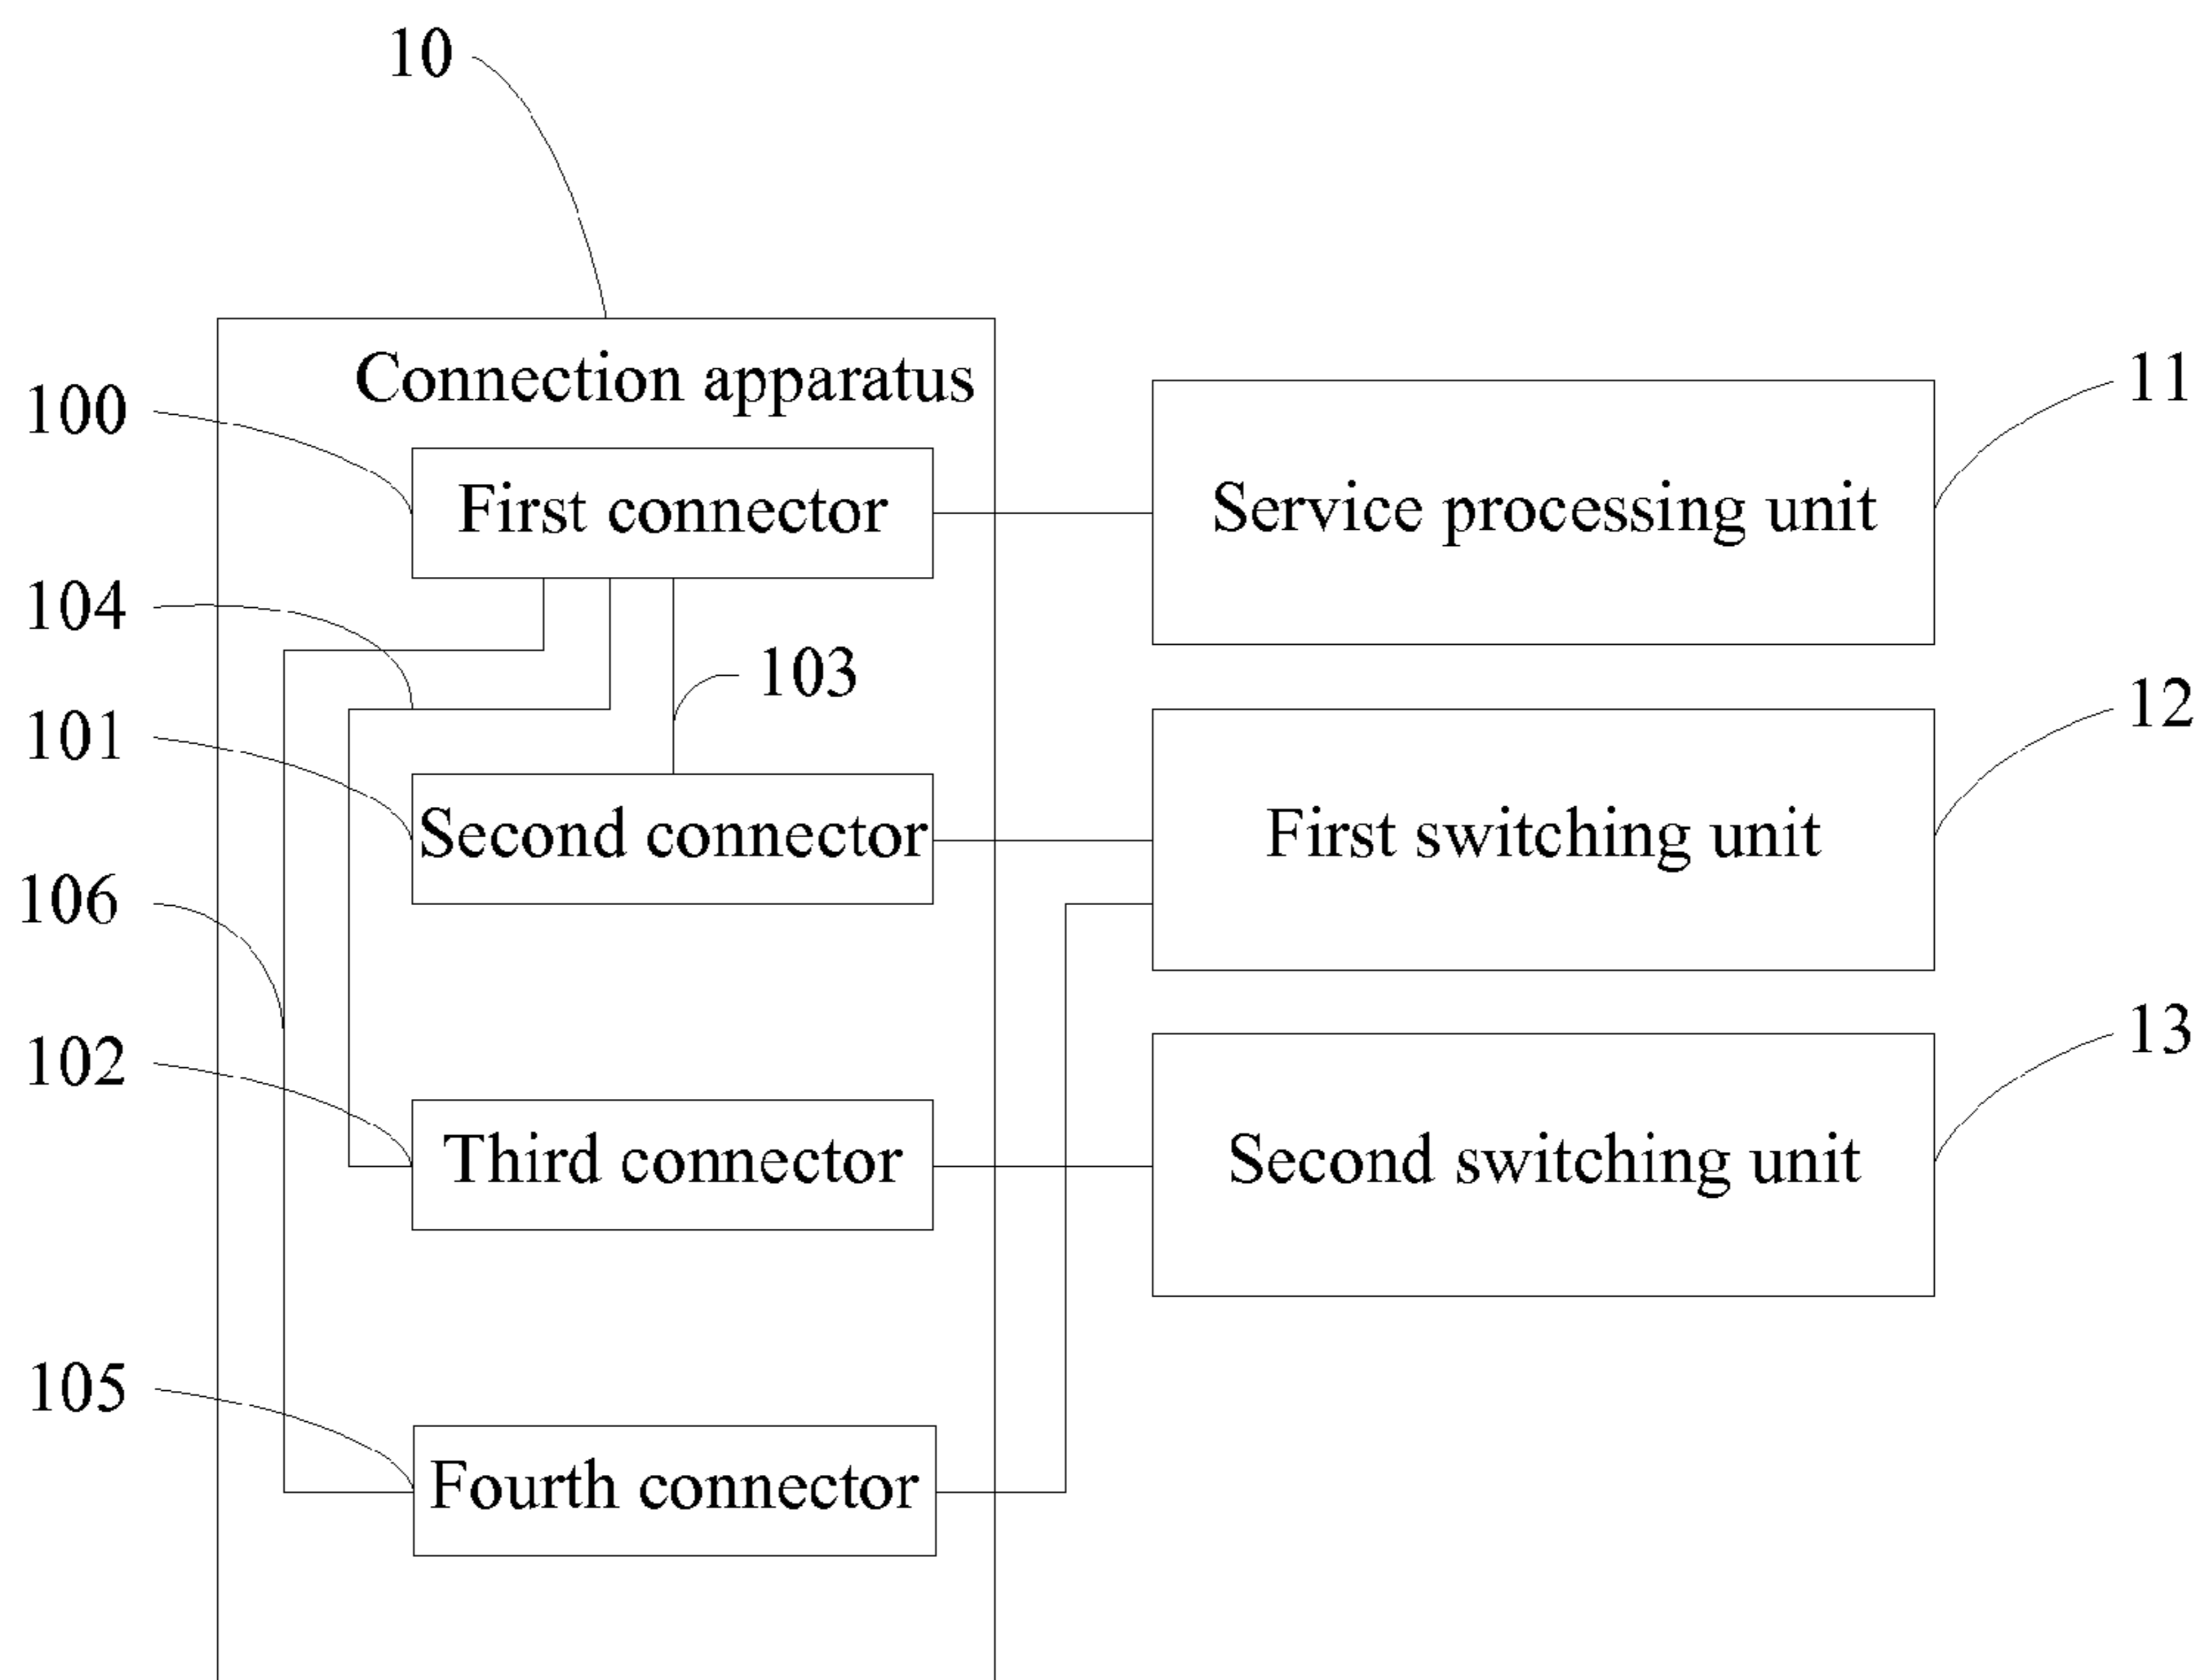 10
Connection apparatus
100
First connector
Service processing unit
11
104
103
101
Second connector
First switching unit
12
106
102
Third connector
Second switching unit
13
105
Fourth connector